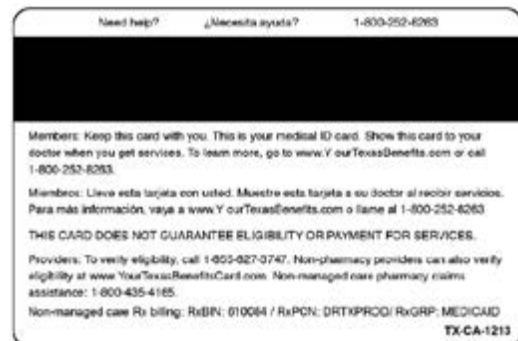 Need help? ¿Necesita ayuda? 1-800-252-8263
Members: Keep this card with you. This is your medical ID card. Show this card to your
doctor when you get services. To learn more, go to www.Y ourTexasBenefits.com or call
1-800-252-8263.
Miembros: Lleve esta tarjeta con usted. Muestre esta tarjeta a su doctor al recibir servicios.
Para más información, vaya a www.Y ourTexasBenefits.com o llame al 1-800-252-8263
THIS CARD DOES NOT GUARANTEE ELIGIBILITY OR PAYMENT FOR SERVICES.
Providers: To verify eligibility, call 1-855-827-3747. Non-pharmacy providers can also verify
eligibility at www.YourTexasBenefitsCard.com. Non-managed care pharmacy claims
assistance: 1-800-435-4165.
Non-managed care Rx billing: RxBIN: 610084 / RxPCN: DRTXPROD/ RxGRP: MEDICAID
TX-CA-1213